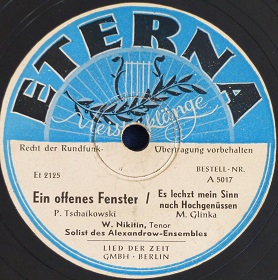 ETERNA
Meisterklänge
Recht der Rundfunk- Übertragung vorbehalten
Et 2125
BESTELL-NR.
A 5017
Ein offenes Fenster / Es lechzt mein Sinn
nach Hochgenüssen
P. Tschaikowski M. Glinka
W. Nikitin, Tenor
Solist des Alexandrow-Ensembles
LIED DER ZEIT
GMBH · BERLIN